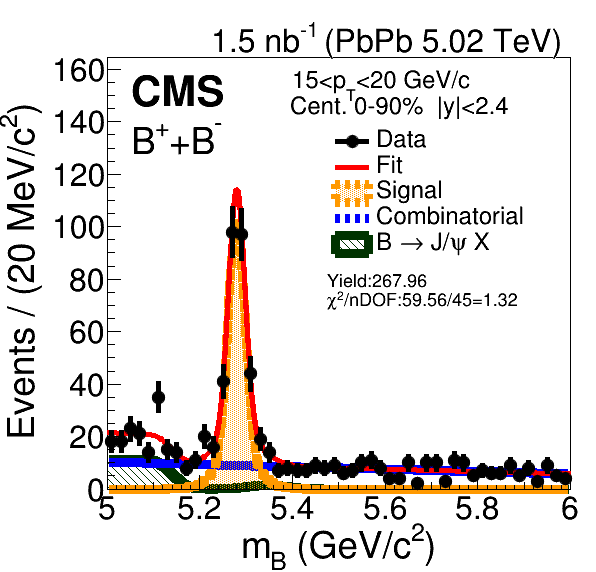 1.5 nb⁻¹ (PbPb 5.02 TeV)
CMS
B⁺+B⁻
15<p_T<20 GeV/c
Cent. 0-90% |y|<2.4
Data
Fit
Signal
Combinatorial
B → J/ψ X
Yield:267.96
χ²/nDOF:59.56/45=1.32
Events / (20 MeV/c²)
160
140
120
100
80
60
40
20
0
5 5.2 5.4 5.6 5.8 6
m_B (GeV/c²)